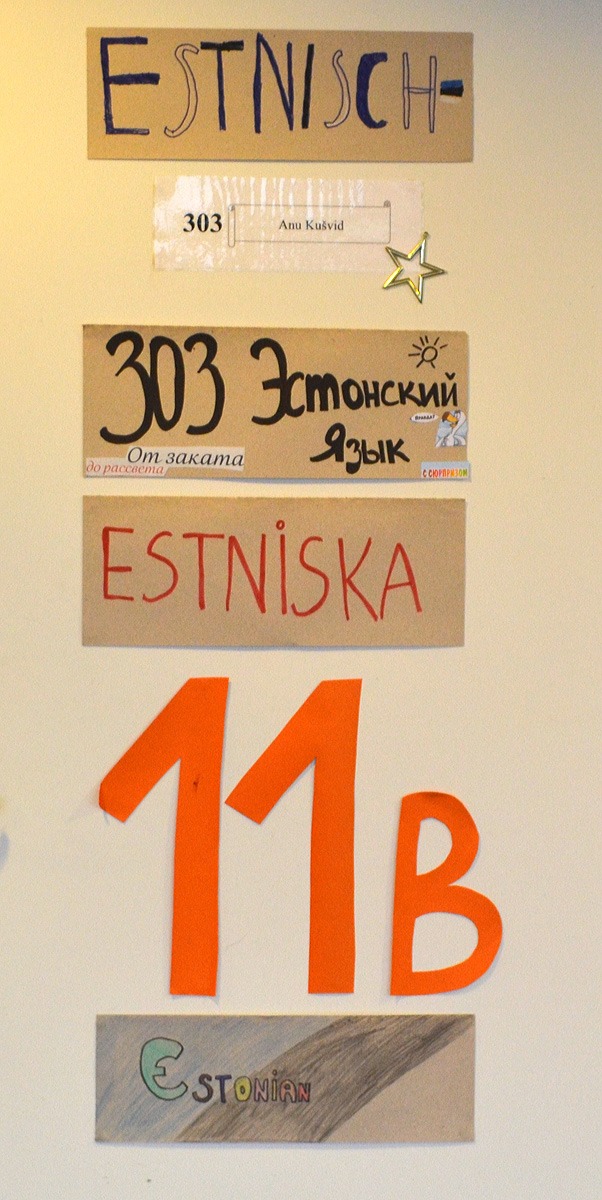 ESTNISCH
303 Anu Kušvid
303 Эстонский
Язык
От заката
до рассвета
С СЮРПРИЗОМ
ESTNISKA
11B
ESTONIAN